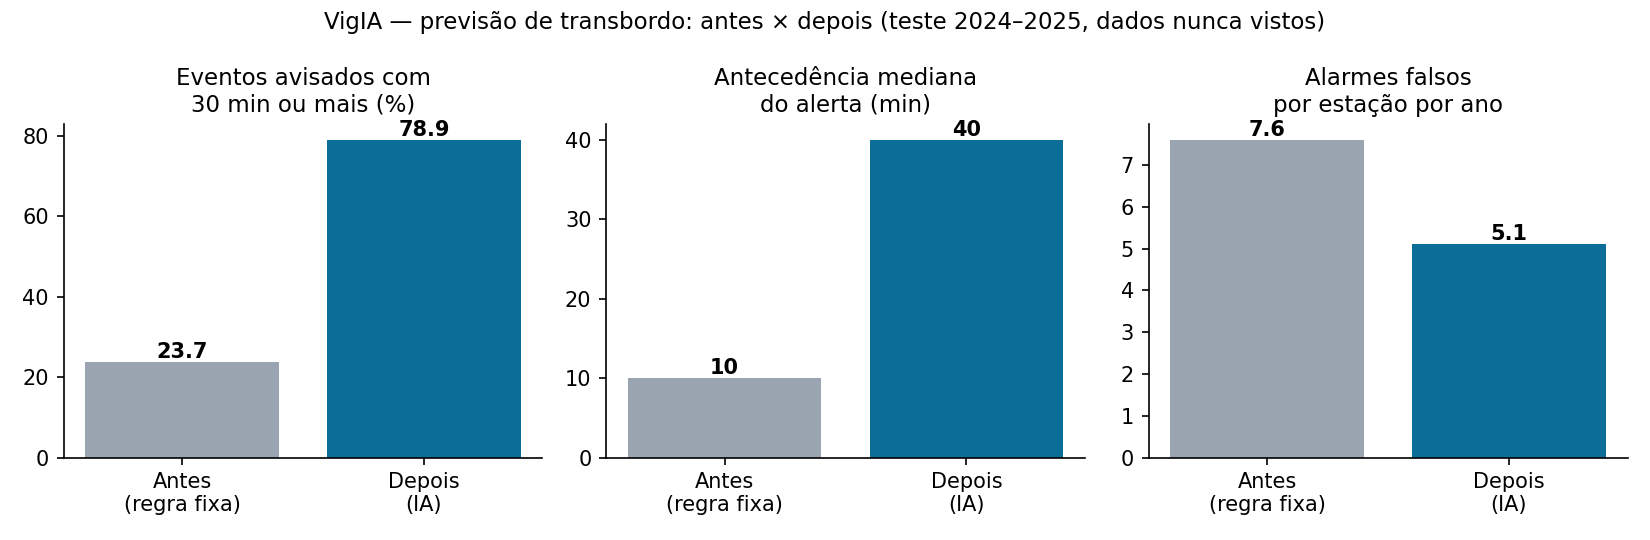 VigIA — previsão de transbordo: antes × depois (teste 2024–2025, dados nunca vistos)
Eventos avisados com
30 min ou mais (%)
80
60
40
20
0
23.7
78.9
Antes
(regra fixa)
Depois
(IA)
Antecedência mediana
do alerta (min)
40
30
20
10
0
10
40
Antes
(regra fixa)
Depois
(IA)
Alarmes falsos
por estação por ano
7
6
5
4
3
2
1
0
7.6
5.1
Antes
(regra fixa)
Depois
(IA)